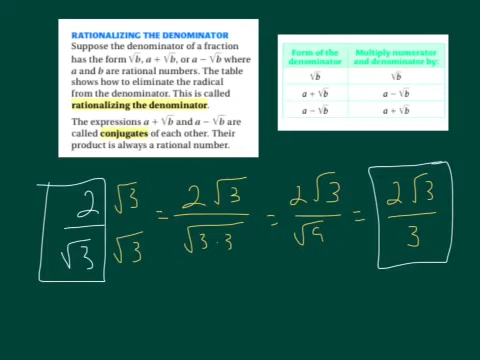 RATIONALIZING THE DENOMINATOR
Suppose the denominator of a fraction
has the form √b, a + √b, or a − √b where
a and b are rational numbers. The table
shows how to eliminate the radical
from the denominator. This is called
rationalizing the denominator.
The expressions a + √b and a − √b are
called conjugates of each other. Their
product is always a rational number.
Form of the denominator Multiply numerator and denominator by:
√b √b
a + √b a − √b
a − √b a + √b
2/√3 √3/√3 = 2√3/√3·3 = 2√3/√9 = 2√3/3